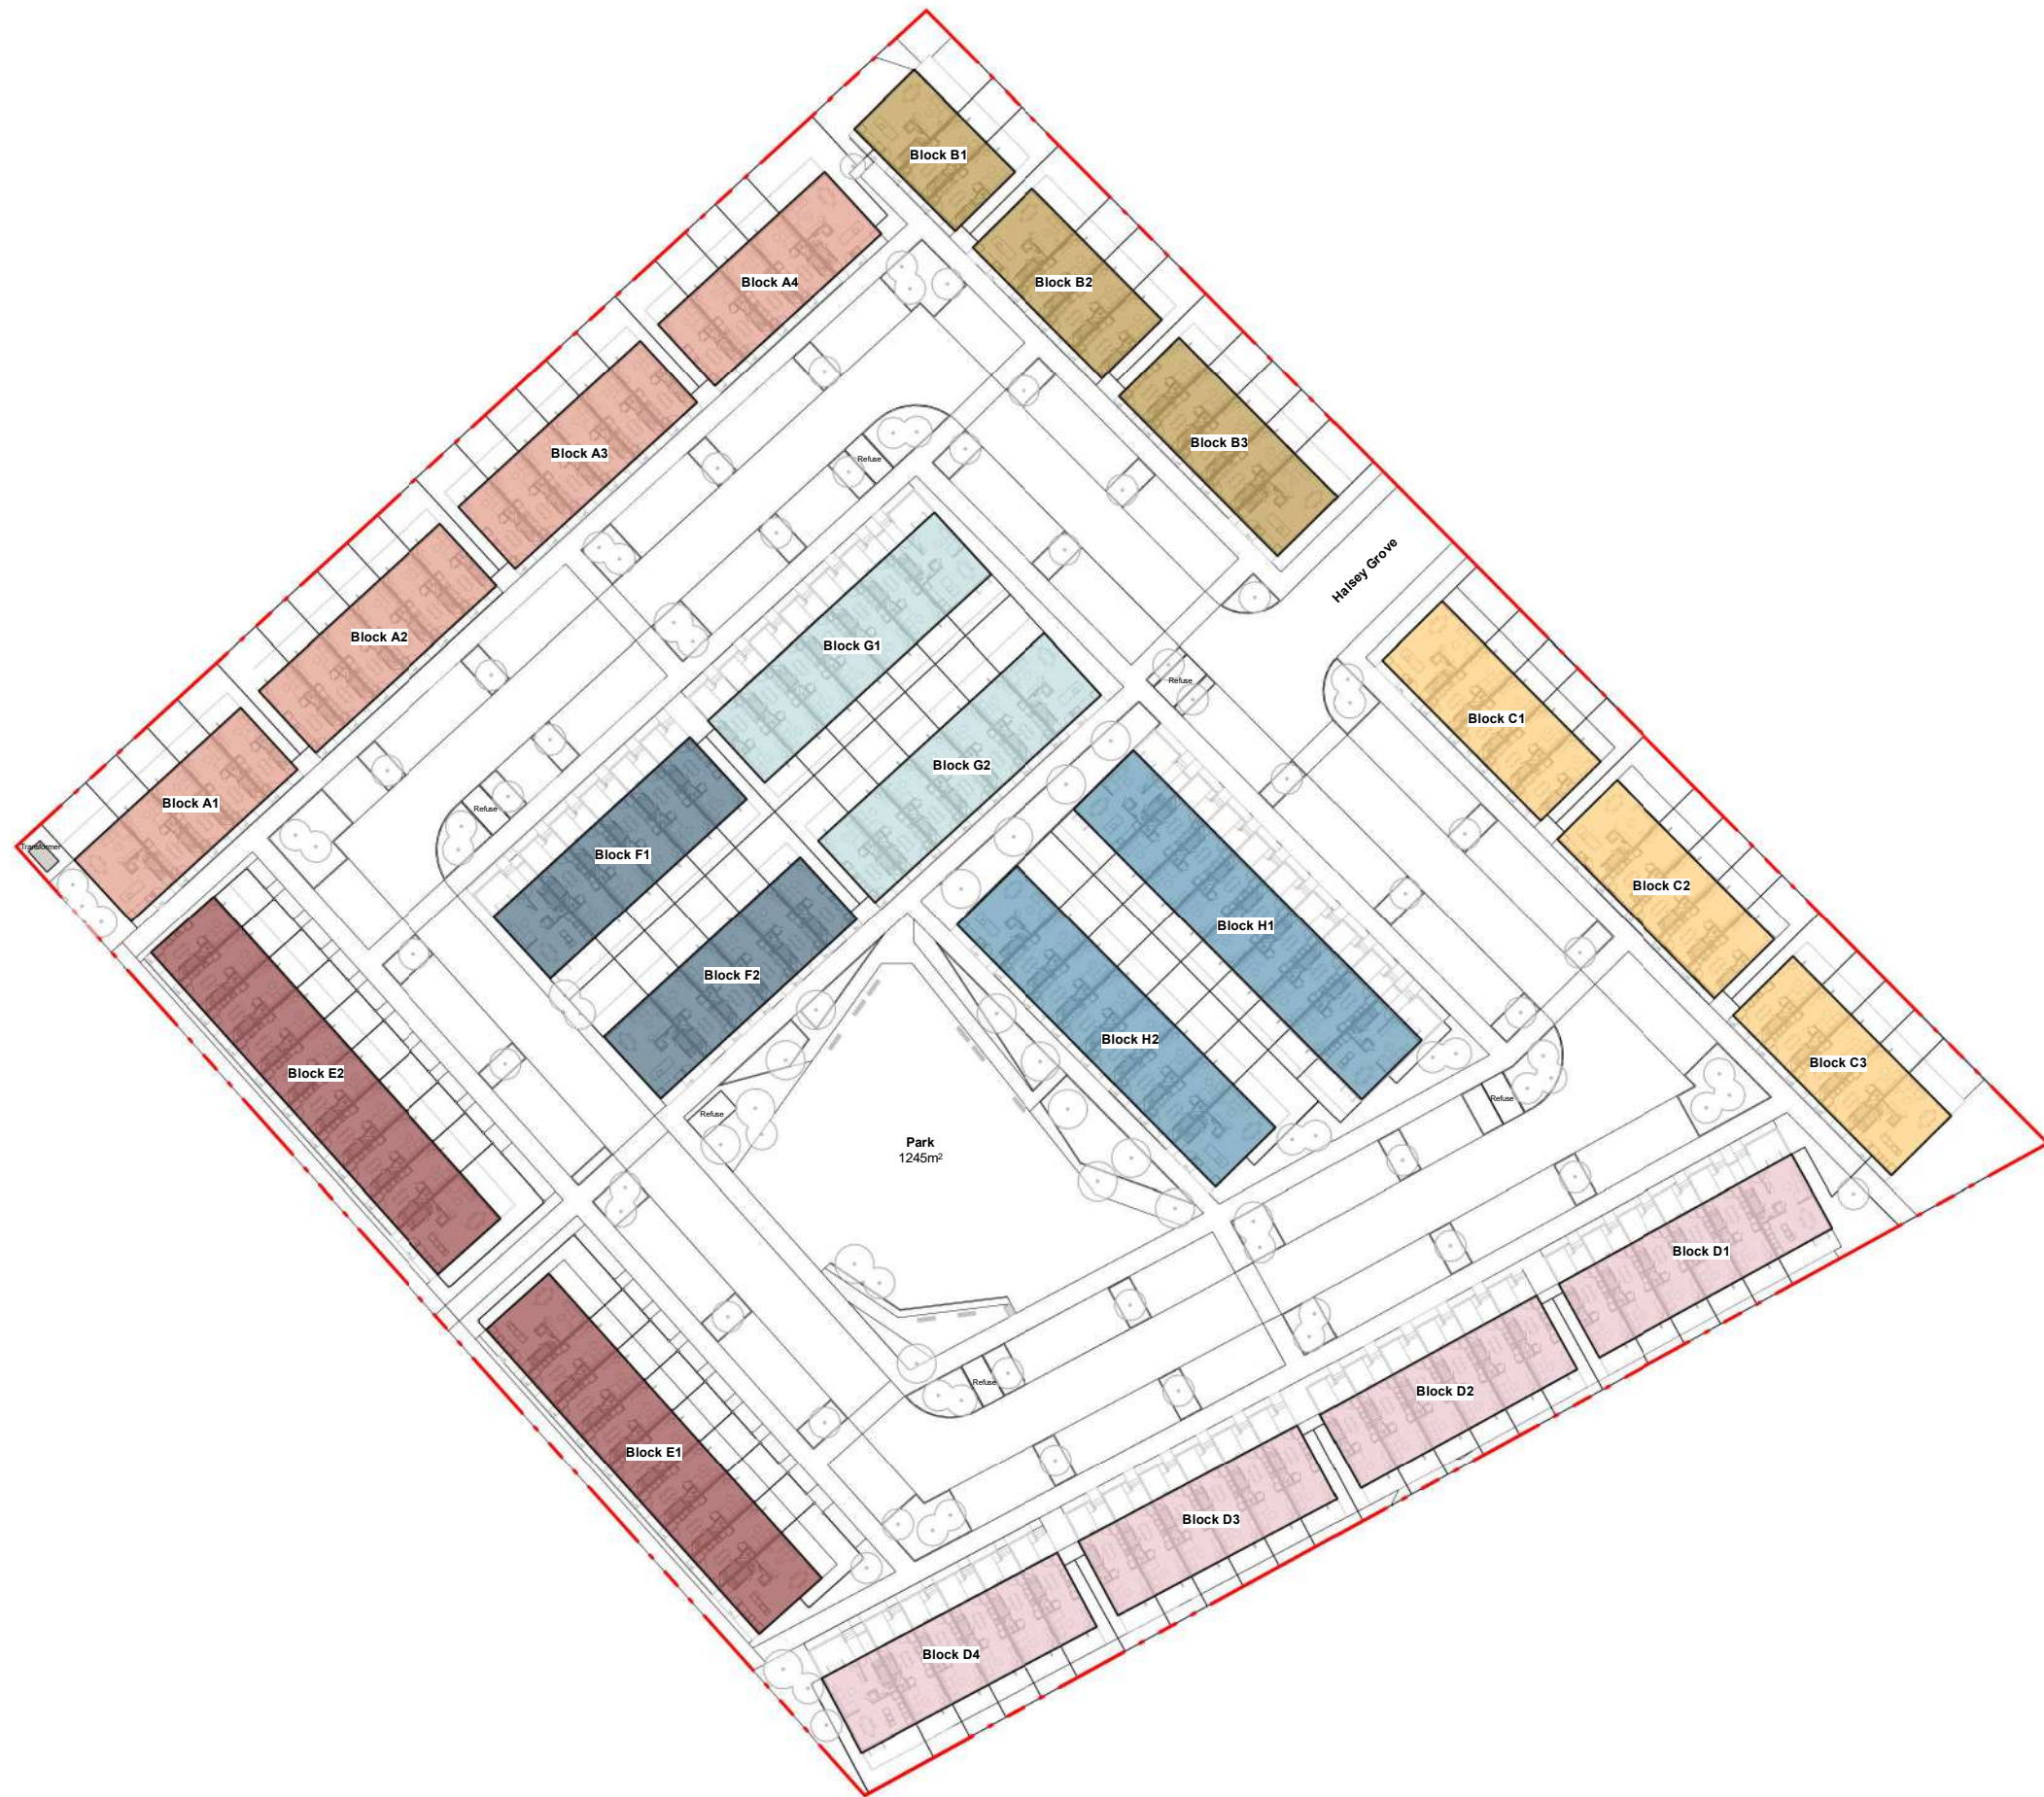 Block B1
Block A4
Block B2
Block B3
Block A3
Refuse
Halsey Grove
Block A2
Block G1
Refuse
Block C1
Block G2
Block A1
Refuse
Transformer
Block F1
Block C2
Block H1
Block F2
Block H2
Block C3
Block E2
Refuse
Refuse
Park
1245m²
Block D1
Refuse
Block D2
Block E1
Block D3
Block D4